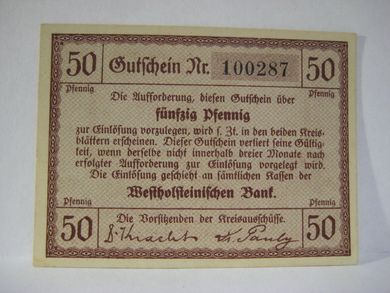 50 Gutschein Nr. 100287 50
Pfennig Pfennig
Die Aufforderung, diesen Gutschein über
fünfzig Pfennig
zur Einlösung vorzulegen, wird s. Zt. in den beiden Kreis-
blättern erscheinen. Dieser Gutschein verliert seine Gültig-
keit, wenn derselbe nicht innerhalb dreier Monate nach
erfolgter Aufforderung zur Einlösung vorgelegt wird.
Die Einlösung geschieht an sämtlichen Kassen der
Westholsteinischen Bank.
Pfennig Pfennig
50 Die Vorsitzenden der Kreisausschüsse. 50